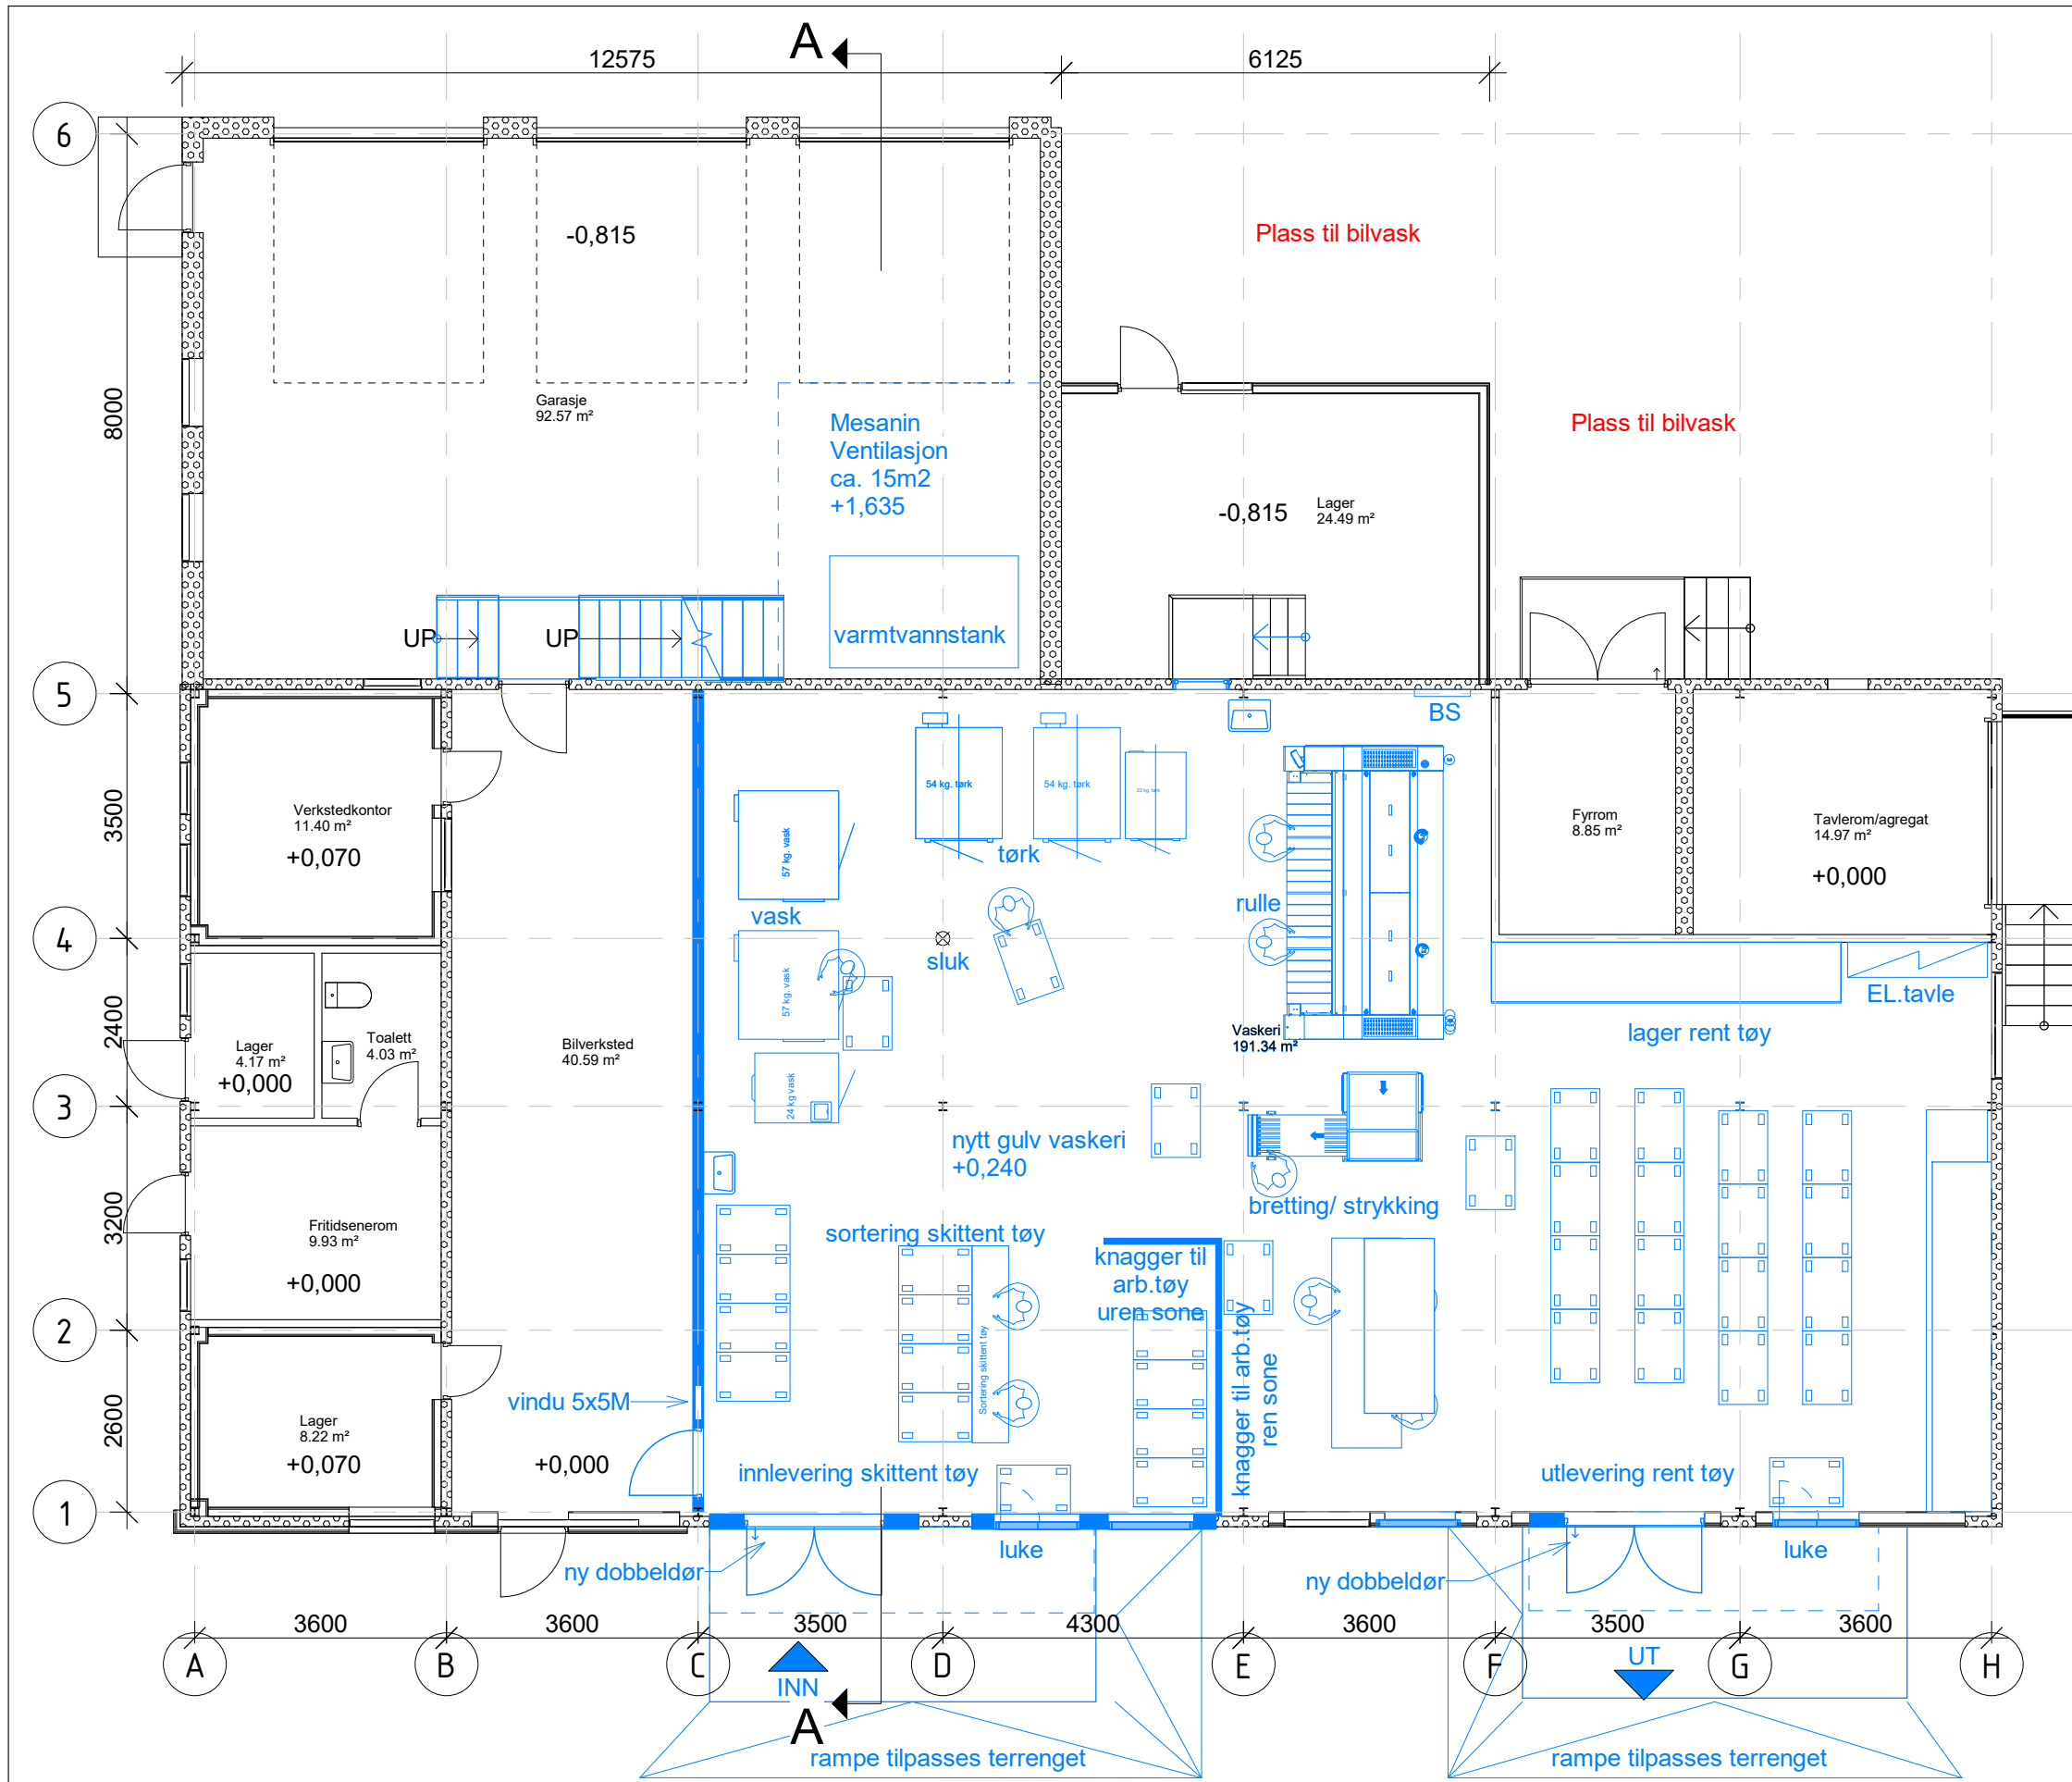 A
12575
6125
6
-0,815
Plass til bilvask
Garasje
92.57 m²
8000
Mesanin
Ventilasjon
ca. 15m2
+1,635
Plass til bilvask
-0,815
Lager
24.49 m²
UP
UP
varmtvannstank
5
BS
54 kg. tørk
54 kg. tørk
23 kg. tørk
Verkstedkontor
11.40 m²
+0,070
3500
57 kg. vask
tørk
Fyrrom
8.85 m²
Tavlerom/agregat
14.97 m²
+0,000
vask
rulle
4
sluk
57 kg. vask
EL.tavle
2400
Lager
4.17 m²
+0,000
Toalett
4.03 m²
Bilverksted
40.59 m²
Vaskeri
191.34 m²
lager rent tøy
24 kg vask
3
nytt gulv vaskeri
+0,240
3200
Fritidsenerom
9.93 m²
+0,000
bretting/ strykking
sortering skittent tøy
knagger til
arb.tøy
uren sone
2
Sortering skittent tøy
knagger til arb.tøy
ren sone
vindu 5x5M
2600
Lager
8.22 m²
+0,070
+0,000
innlevering skittent tøy
utlevering rent tøy
1
luke
luke
ny dobbeldør
ny dobbeldør
3600
3600
3500
4300
3600
3500
3600
A
B
C
D
E
F
G
H
INN
UT
A
rampe tilpasses terrenget
rampe tilpasses terrenget